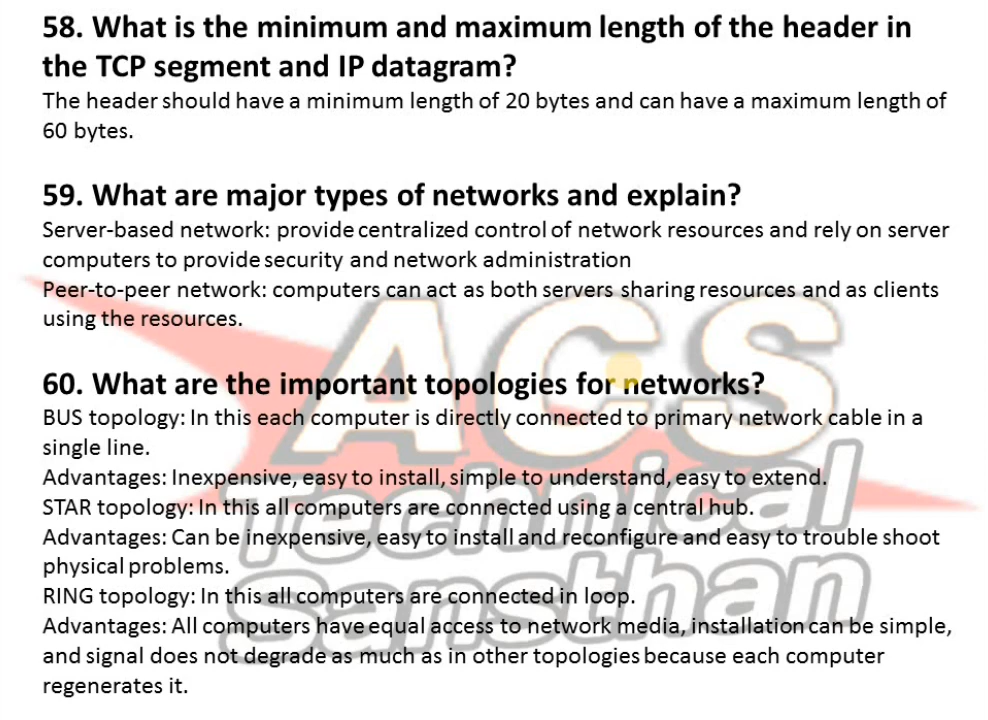 58. What is the minimum and maximum length of the header in
the TCP segment and IP datagram?
The header should have a minimum length of 20 bytes and can have a maximum length of
60 bytes.
59. What are major types of networks and explain?
Server-based network: provide centralized control of network resources and rely on server
computers to provide security and network administration
Peer-to-peer network: computers can act as both servers sharing resources and as clients
using the resources.
60. What are the important topologies for networks?
BUS topology: In this each computer is directly connected to primary network cable in a
single line.
Advantages: Inexpensive, easy to install, simple to understand, easy to extend.
STAR topology: In this all computers are connected using a central hub.
Advantages: Can be inexpensive, easy to install and reconfigure and easy to trouble shoot
physical problems.
RING topology: In this all computers are connected in loop.
Advantages: All computers have equal access to network media, installation can be simple,
and signal does not degrade as much as in other topologies because each computer
regenerates it.
ACS
Technical
Sansthan